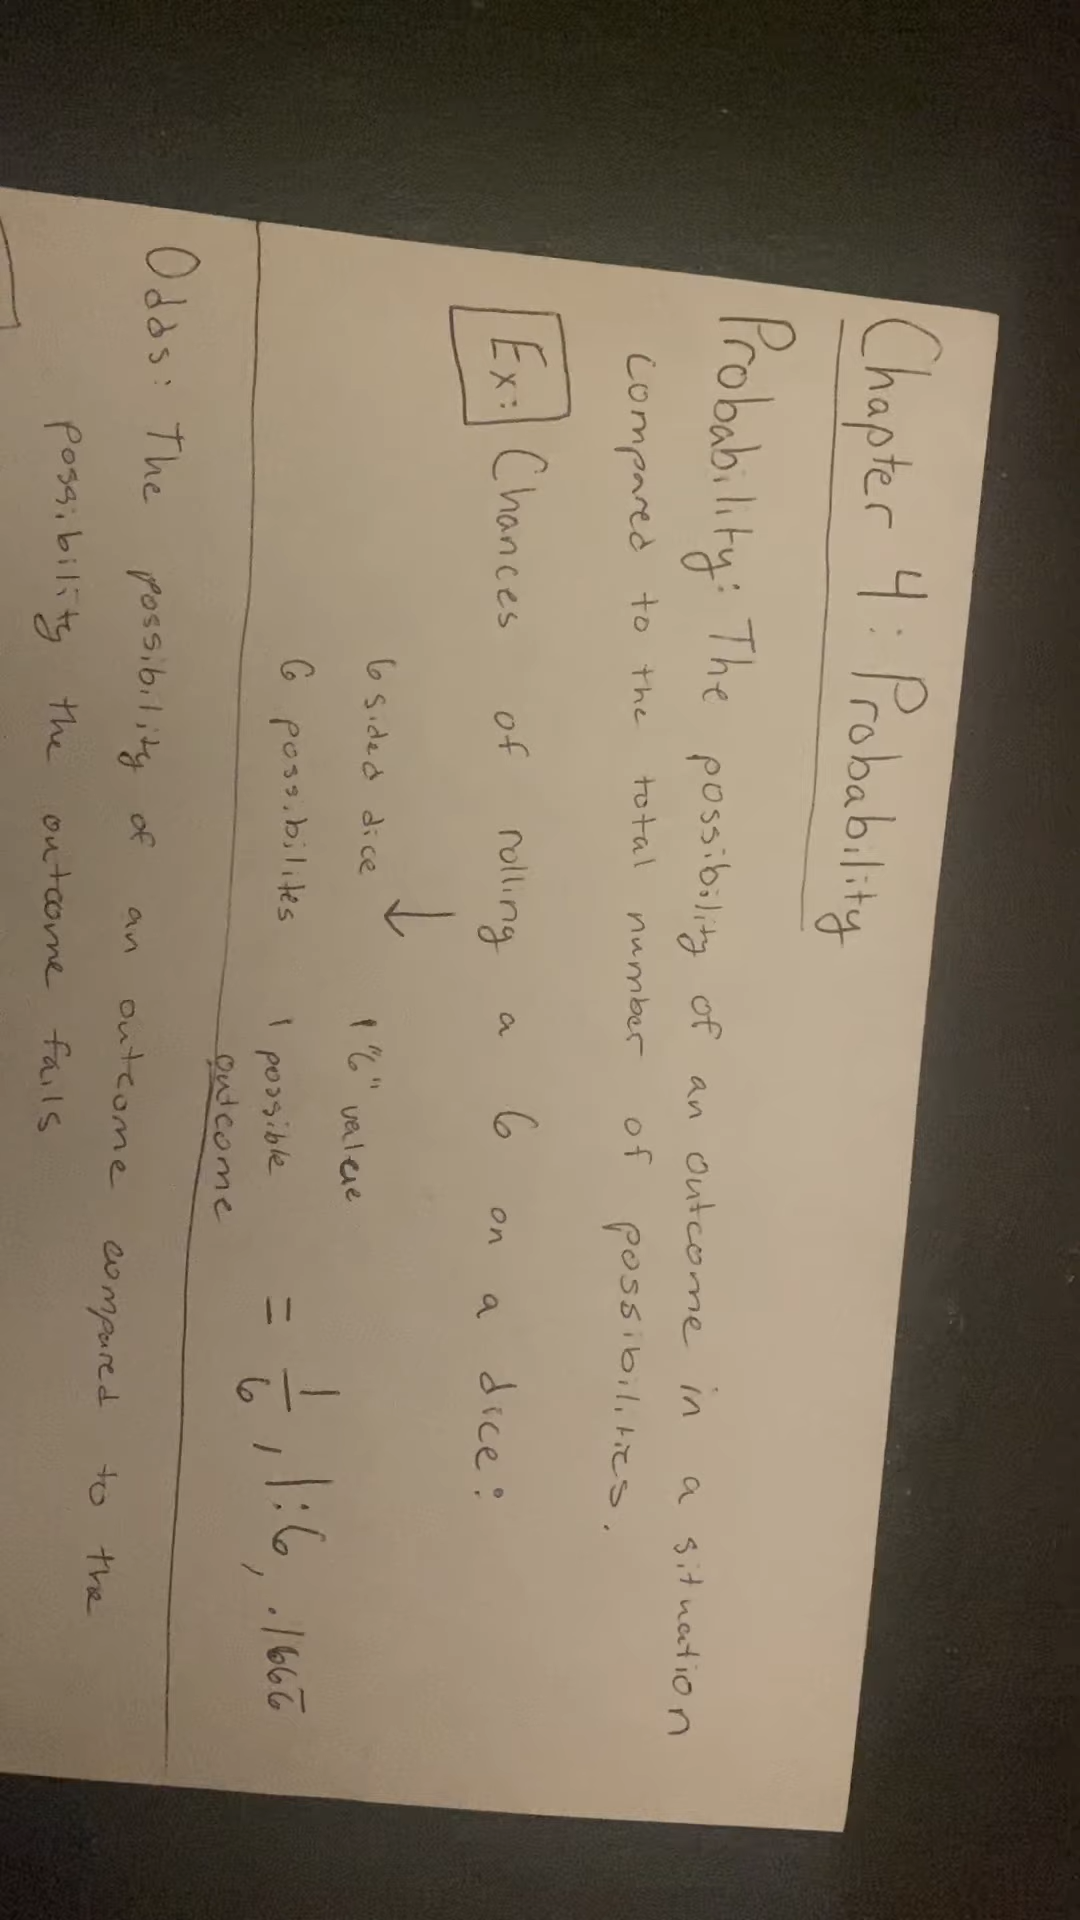 Chapter 4: Probability
Probability: The possibility of an outcome in a situation
compared to the total number of possibilities.
Ex: Chances of rolling a 6 on a dice:
↓
6 sided dice 1 "6" value
6 possibilites 1 possible = 1/6, 1:6, .1666̅
outcome
Odds: The possibility of an outcome compared to the
possibility the outcome fails